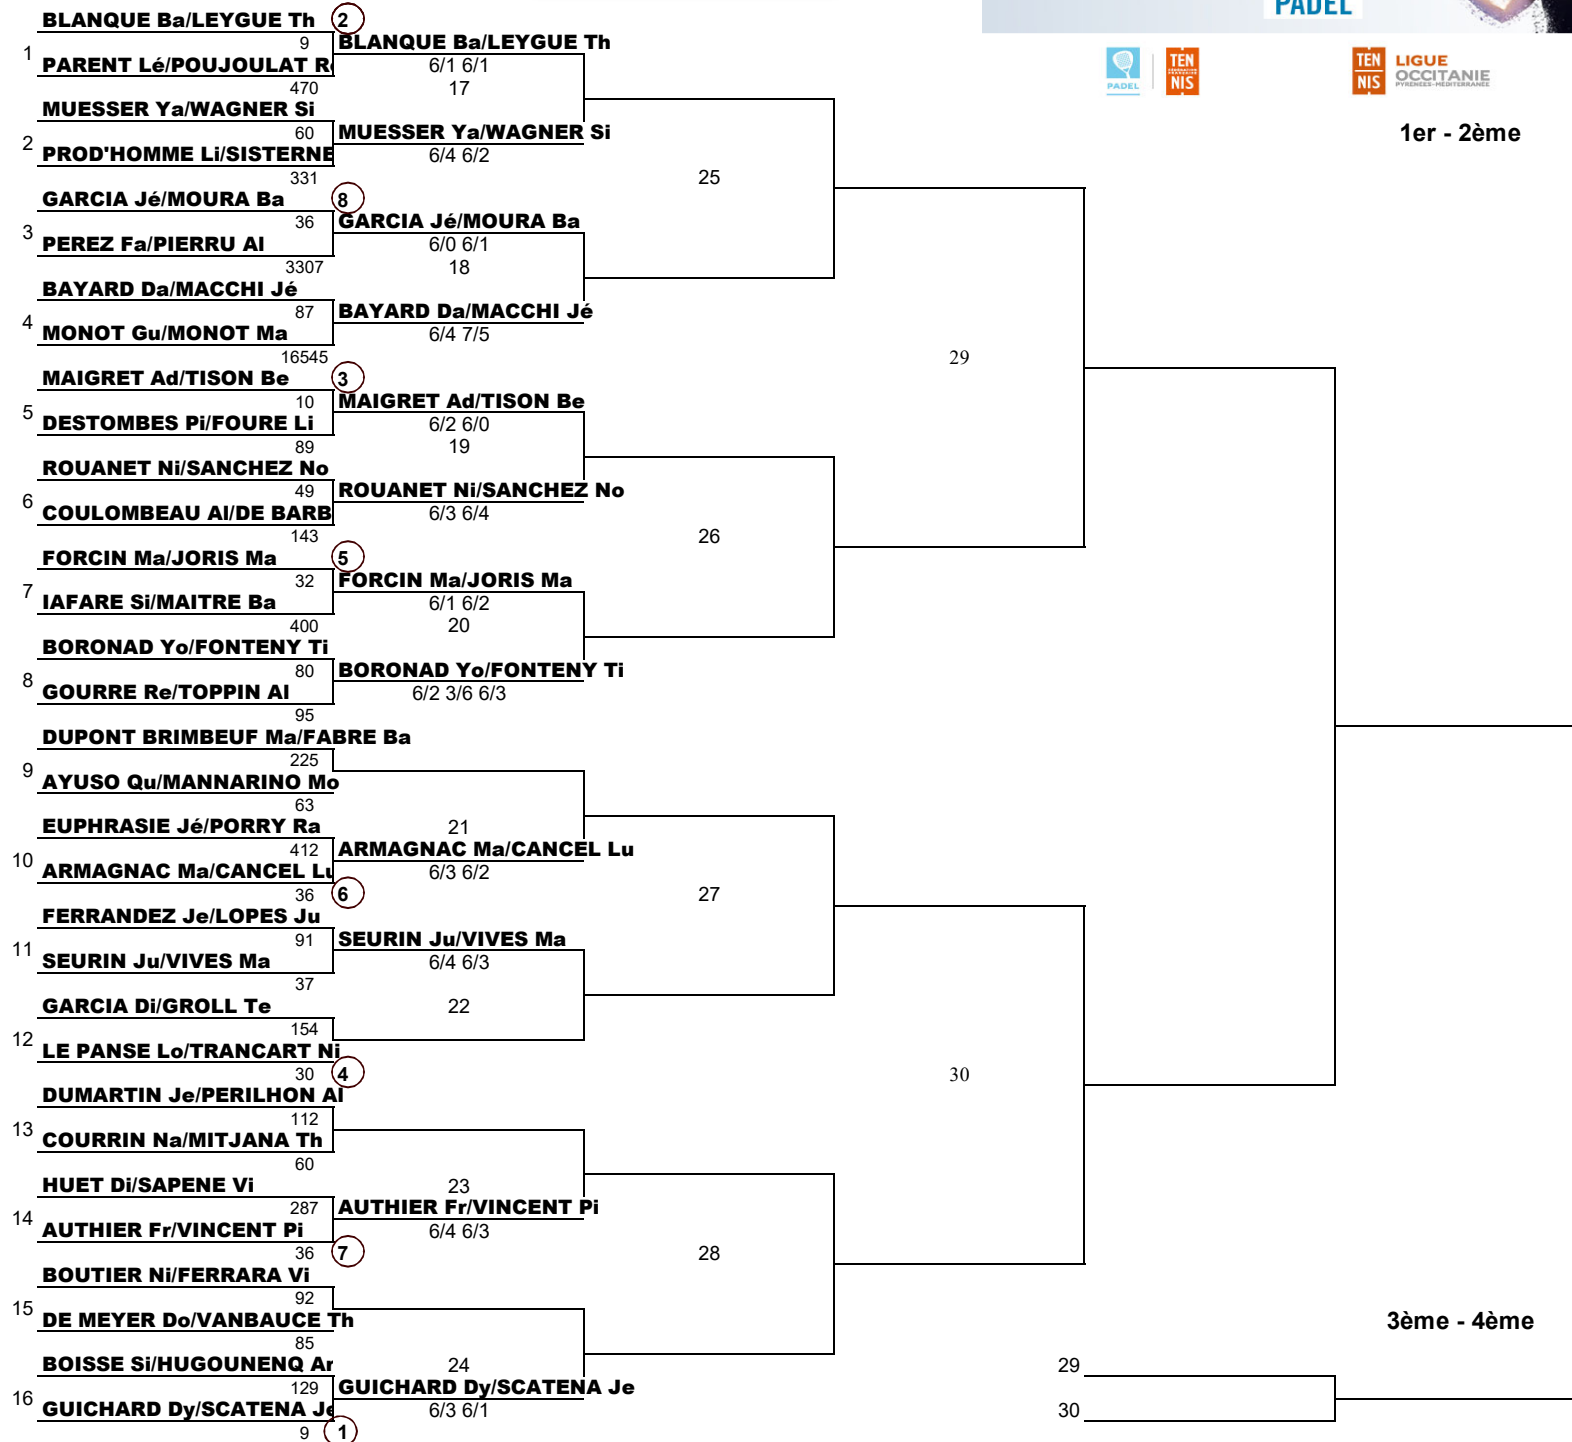 PADEL
PADEL
TEN
NIS
TEN
NIS
LIGUE
OCCITANIE
PYRÉNÉES-MÉDITERRANÉE
1er - 2ème
BLANQUE Ba/LEYGUE Th 2
9
1
BLANQUE Ba/LEYGUE Th
PARENT Lé/POUJOULAT R
6/1 6/1
470
17
MUESSER Ya/WAGNER Si
60
2
MUESSER Ya/WAGNER Si
PROD'HOMME Li/SISTERNE
6/4 6/2
331
25
GARCIA Jé/MOURA Ba 8
36
3
GARCIA Jé/MOURA Ba
PEREZ Fa/PIERRU Al
6/0 6/1
3307
18
BAYARD Da/MACCHI Jé
87
4
BAYARD Da/MACCHI Jé
MONOT Gu/MONOT Ma
6/4 7/5
16545
29
MAIGRET Ad/TISON Be 3
10
5
MAIGRET Ad/TISON Be
DESTOMBES Pi/FOURE Li
6/2 6/0
89
19
ROUANET Ni/SANCHEZ No
49
6
ROUANET Ni/SANCHEZ No
COULOMBEAU Al/DE BARB
6/3 6/4
143
26
FORCIN Ma/JORIS Ma 5
32
7
FORCIN Ma/JORIS Ma
IAFARE Si/MAITRE Ba
6/1 6/2
400
20
BORONAD Yo/FONTENY Ti
80
8
BORONAD Yo/FONTENY Ti
GOURRE Re/TOPPIN Al
6/2 3/6 6/3
95
DUPONT BRIMBEUF Ma/FABRE Ba
225
9
AYUSO Qu/MANNARINO Mo
63
EUPHRASIE Jé/PORRY Ra
21
412
10
ARMAGNAC Ma/CANCEL Lu
ARMAGNAC Ma/CANCEL Lu
6/3 6/2
36 6
27
FERRANDEZ Je/LOPES Ju
91
11
SEURIN Ju/VIVES Ma
SEURIN Ju/VIVES Ma
6/4 6/3
37
GARCIA Di/GROLL Te
22
154
12
LE PANSE Lo/TRANCART Ni
30 4
30
DUMARTIN Je/PERILHON Al
112
13
COURRIN Na/MITJANA Th
60
HUET Di/SAPENE Vi
23
287
14
AUTHIER Fr/VINCENT Pi
AUTHIER Fr/VINCENT Pi
6/4 6/3
36 7
28
BOUTIER Ni/FERRARA Vi
92
15
DE MEYER Do/VANBAUCE Th
3ème - 4ème
85
BOISSE Si/HUGOUNENQ Ar
24
29
129
16
GUICHARD Dy/SCATENA Je
GUICHARD Dy/SCATENA Je
6/3 6/1
30
9 1